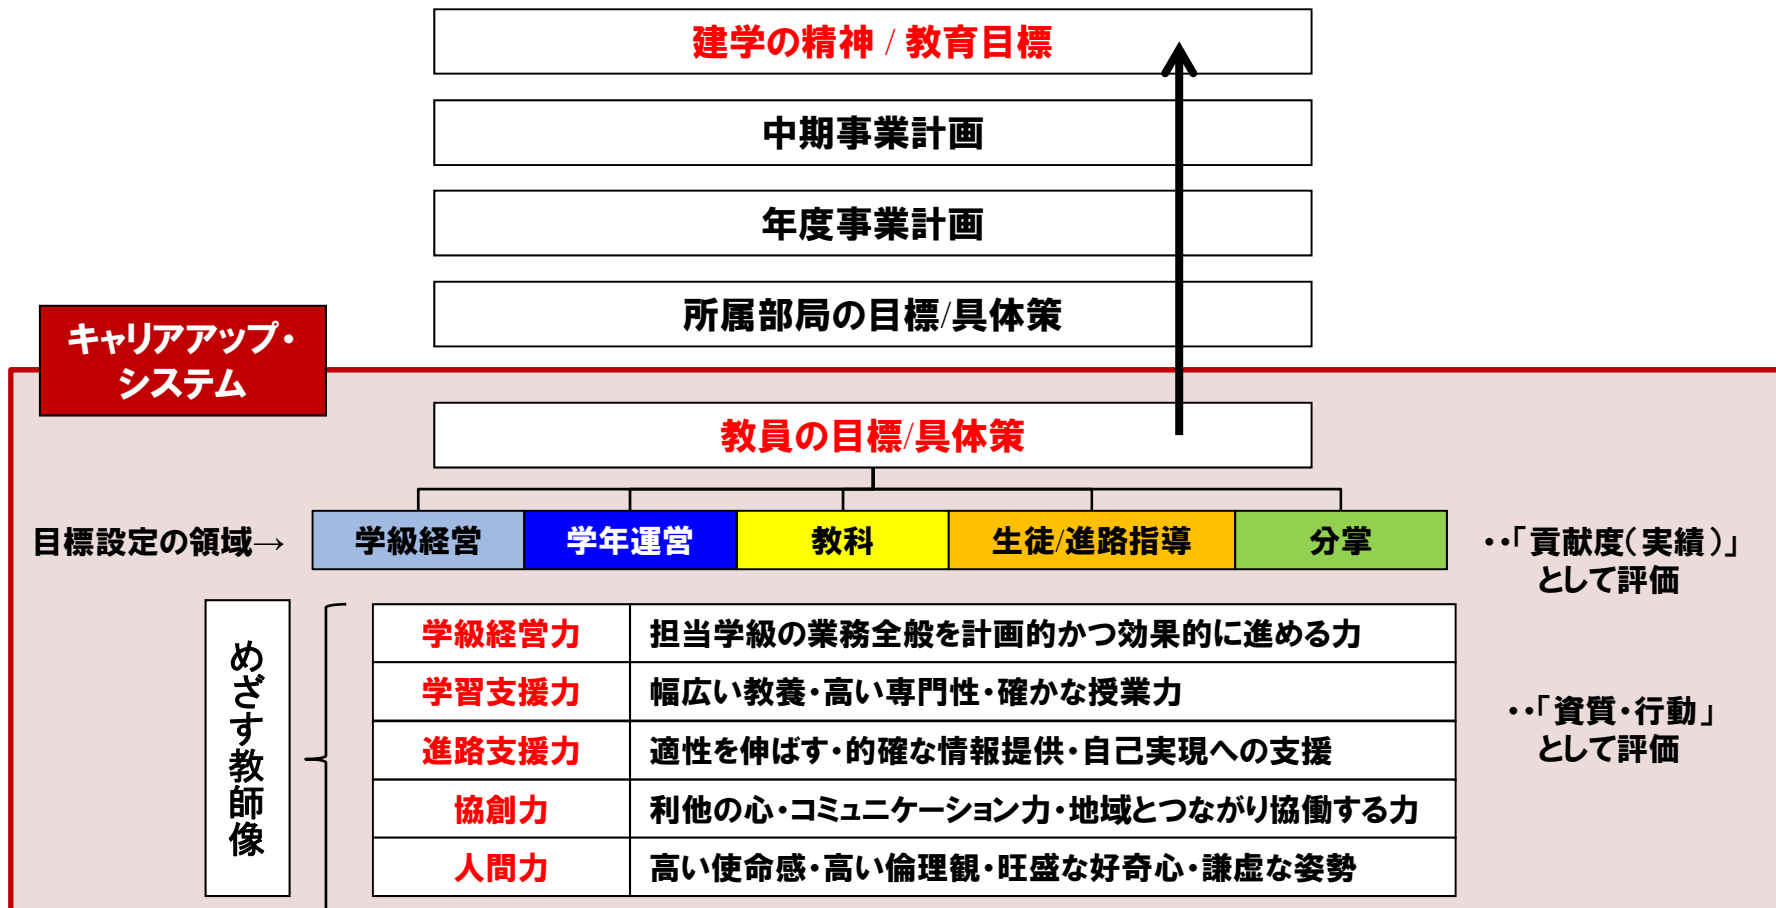 建学の精神 / 教育目標
中期事業計画
年度事業計画
所属部局の目標/具体策
キャリアアップ・
システム
教員の目標/具体策
目標設定の領域→
学級経営
学年運営
教科
生徒/進路指導
分掌
・・「貢献度(実績)」
として評価
めざす教師像
学級経営力
担当学級の業務全般を計画的かつ効果的に進める力
学習支援力
幅広い教養・高い専門性・確かな授業力
進路支援力
適性を伸ばす・的確な情報提供・自己実現への支援
協創力
利他の心・コミュニケーション力・地域とつながり協働する力
人間力
高い使命感・高い倫理観・旺盛な好奇心・謙虚な姿勢
・・「資質・行動」
として評価